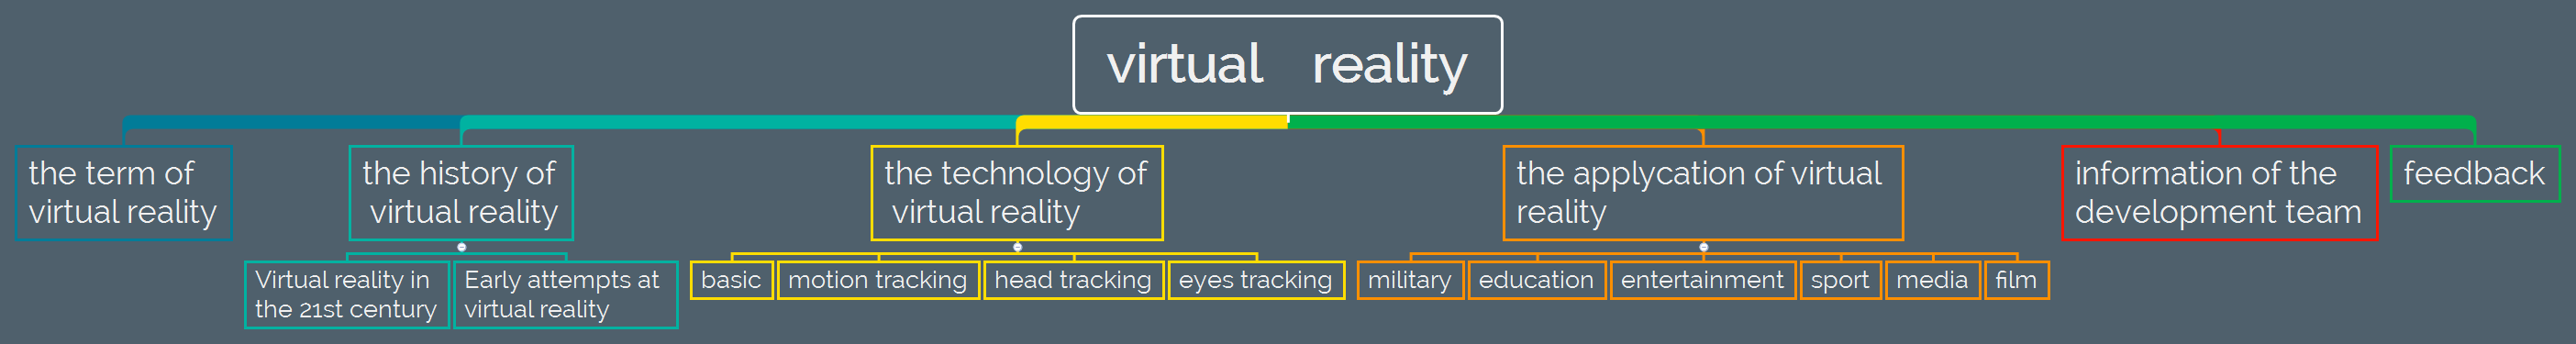 virtual reality
the term of
virtual reality
the history of
virtual reality
the technology of
virtual reality
the applycation of virtual
reality
information of the
development team
feedback
Virtual reality in
the 21st century
Early attempts at
virtual reality
basic
motion tracking
head tracking
eyes tracking
military
education
entertainment
sport
media
film